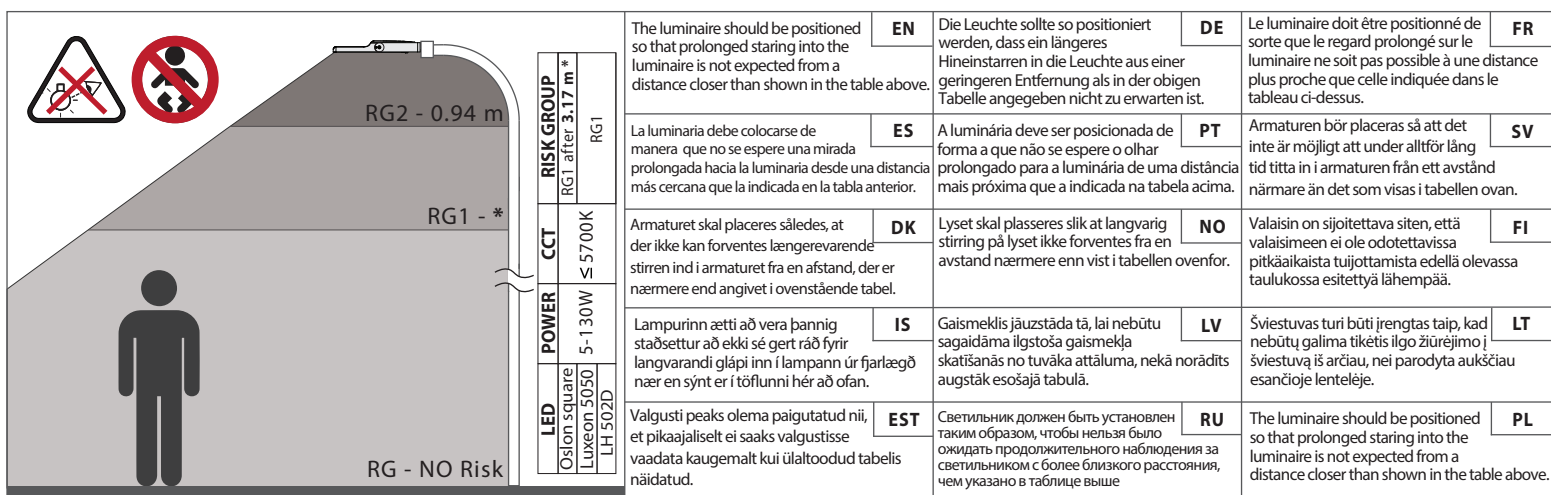 RG2 - 0.94 m
RG1 - *
RG - NO Risk
LED
POWER
CCT
RISK GROUP
Oslon square
Luxeon 5050
LH 502D
5-130W
≤ 5700K
RG1 after 3.17 m *
RG1
EN
The luminaire should be positioned
so that prolonged staring into the
luminaire is not expected from a
distance closer than shown in the table above.
DE
Die Leuchte sollte so positioniert
werden, dass ein längeres
Hineinstarren in die Leuchte aus einer
geringeren Entfernung als in der obigen
Tabelle angegeben nicht zu erwarten ist.
FR
Le luminaire doit être positionné de
sorte que le regard prolongé sur le
luminaire ne soit pas possible à une distance
plus proche que celle indiquée dans le
tableau ci-dessus.
ES
La luminaria debe colocarse de
manera que no se espere una mirada
prolongada hacia la luminaria desde una distancia
más cercana que la indicada en la tabla anterior.
PT
A luminária deve ser posicionada de
forma a que não se espere o olhar
prolongado para a luminária de uma distância
mais próxima que a indicada na tabela acima.
SV
Armaturen bör placeras så att det
inte är möjligt att under alltför lång
tid titta in i armaturen från ett avstånd
närmare än det som visas i tabellen ovan.
DK
Armaturet skal placeres således, at
der ikke kan forventes længerevarende
stirren ind i armaturet fra en afstand, der er
nærmere end angivet i ovenstående tabel.
NO
Lyset skal plasseres slik at langvarig
stirring på lyset ikke forventes fra en
avstand nærmere enn vist i tabellen ovenfor.
FI
Valaisin on sijoitettava siten, että
valaisimeen ei ole odotettavissa
pitkäaikaista tuijottamista edellä olevassa
taulukossa esitettyä lähempää.
IS
Lampurinn ætti að vera þannig
staðsettur að ekki sé gert ráð fyrir
langvarandi glápi inn í lampann úr fjarlægð
nær en sýnt er í töflunni hér að ofan.
LV
Gaismeklis jāuzstāda tā, lai nebūtu
sagaidāma ilgstoša gaismekļa
skatīšanās no tuvāka attāluma, nekā norādīts
augstāk esošajā tabulā.
LT
Šviestuvas turi būti įrengtas taip, kad
nebūtų galima tikėtis ilgo žiūrėjimo į
šviestuvą iš arčiau, nei parodyta aukščiau
esančioje lentelėje.
EST
Valgusti peaks olema paigutatud nii,
et pikaajaliselt ei saaks valgustisse
vaadata kaugemalt kui ülaltoodud tabelis
näidatud.
RU
Светильник должен быть установлен
таким образом, чтобы нельзя было
ожидать продолжительного наблюдения за
светильником с более близкого расстояния,
чем указано в таблице выше
PL
The luminaire should be positioned
so that prolonged staring into the
luminaire is not expected from a
distance closer than shown in the table above.